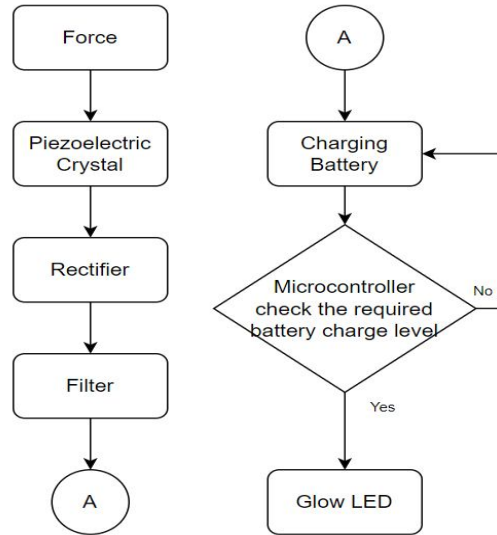 Force
Piezoelectric
Crystal
Rectifier
Filter
A
A
Charging
Battery
Microcontroller
check the required
battery charge level
No
Yes
Glow LED